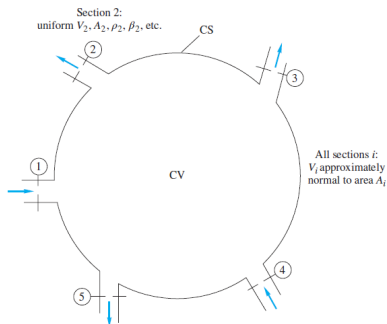 Section 2:
uniform V2, A2, ρ2, β2, etc.
CS
2
3
1
All sections i:
Vi approximately
normal to area Ai
CV
4
5